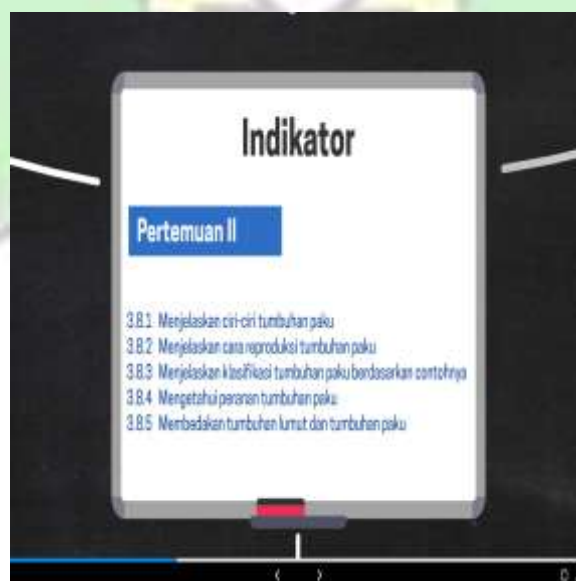 Indikator
Pertemuan II
3.8.1 Menjelaskan ciri-ciri tumbuhan paku
3.8.2 Menjelaskan cara reproduksi tumbuhan paku
3.8.3 Menjelaskan klasifikasi tumbuhan paku berdasarkan contohnya
3.8.4 Mengetahui peranan tumbuhan paku
3.8.5 Membedakan tumbuhan lumut dan tumbuhan paku